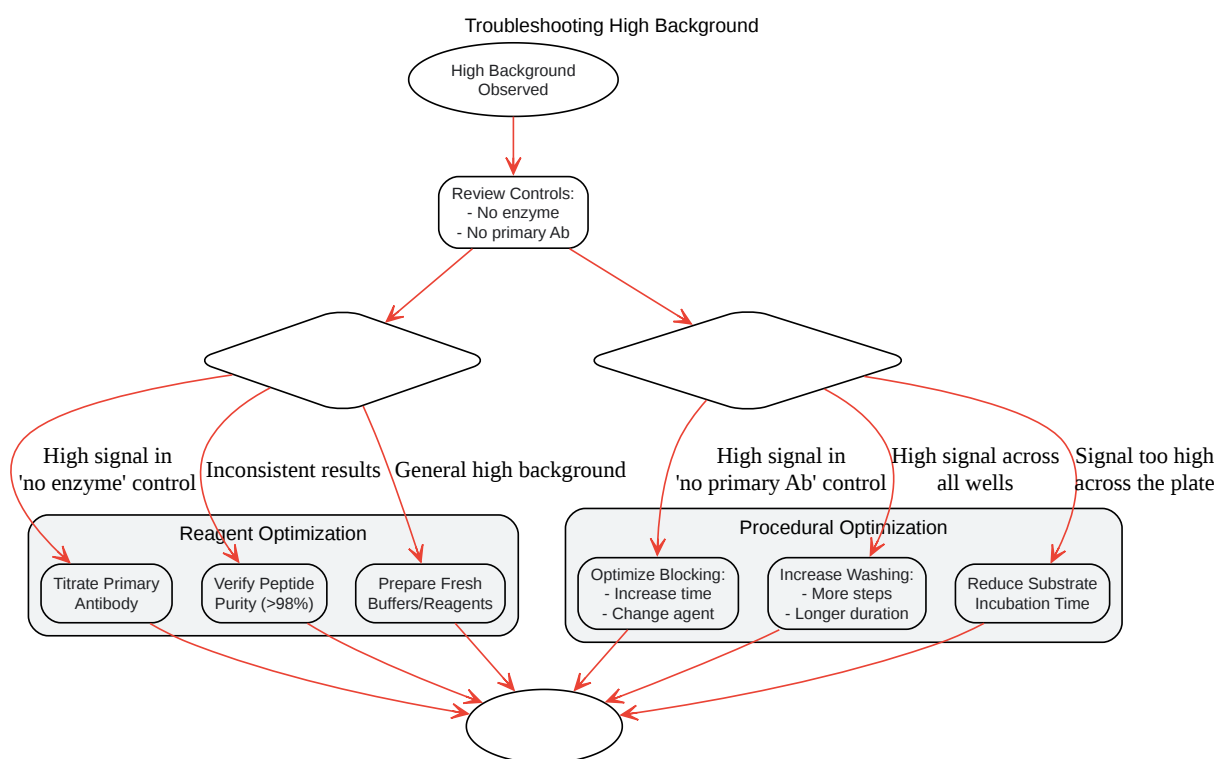 Troubleshooting High Background
High Background
Observed
Review Controls:
- No enzyme
- No primary Ab
High signal in
'no enzyme' control
Inconsistent results
General high background
High signal in
'no primary Ab' control
High signal across
all wells
Signal too high
across the plate
Reagent Optimization
Titrate Primary
Antibody
Verify Peptide
Purity (>98%)
Prepare Fresh
Buffers/Reagents
Procedural Optimization
Optimize Blocking:
- Increase time
- Change agent
Increase Washing:
- More steps
- Longer duration
Reduce Substrate
Incubation Time